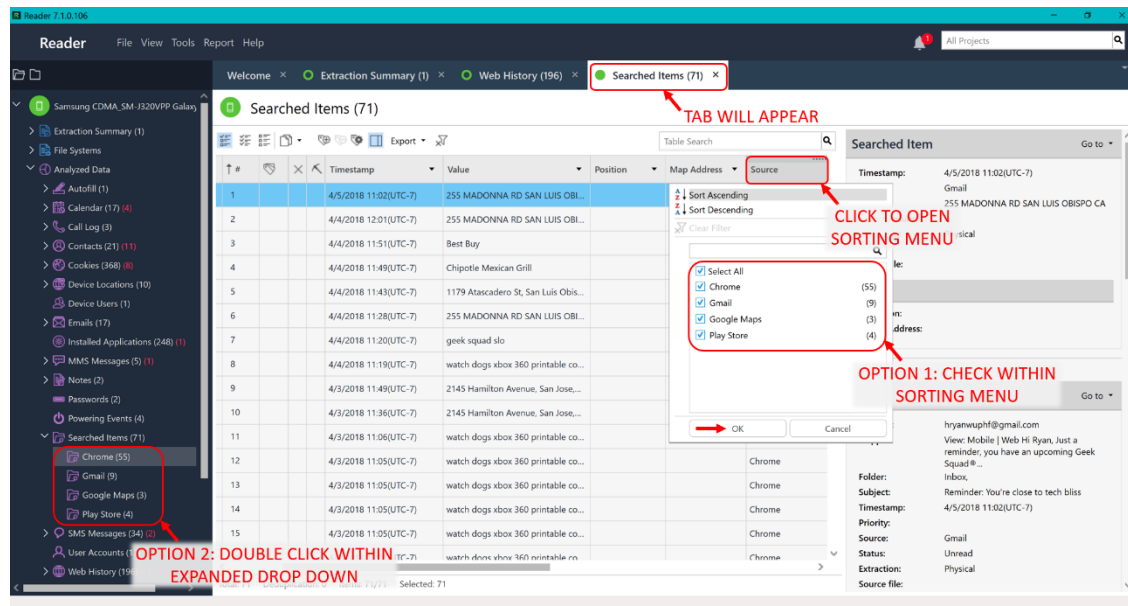 Reader 7.1.0.106
Reader File View Tools Report Help
1
All Projects
Welcome × Extraction Summary (1) × Web History (196) × Searched Items (71) ×
TAB WILL APPEAR
Samsung CDMA_SM-J320VPP Galaxy
Extraction Summary (1)
File Systems
Analyzed Data
Autofill (1)
Calendar (17) (4)
Call Log (3)
Contacts (21) (11)
Cookies (368) (8)
Device Locations (10)
Device Users (1)
Emails (17)
Installed Applications (248) (1)
MMS Messages (5) (1)
Notes (2)
Passwords (2)
Powering Events (4)
Searched Items (71)
Chrome (55)
Gmail (9)
Google Maps (3)
Play Store (4)
SMS Messages (34) (2)
User Accounts
Web History (196
OPTION 2: DOUBLE CLICK WITHIN
EXPANDED DROP DOWN
Searched Items (71)
Export
Table Search
# × Timestamp Value Position Map Address Source
1 4/5/2018 11:02(UTC-7) 255 MADONNA RD SAN LUIS OBI...
2 4/4/2018 12:01(UTC-7) 255 MADONNA RD SAN LUIS OBI...
3 4/4/2018 11:51(UTC-7) Best Buy
4 4/4/2018 11:49(UTC-7) Chipotle Mexican Grill
5 4/4/2018 11:43(UTC-7) 1179 Atascadero St, San Luis Obis...
6 4/4/2018 11:28(UTC-7) 255 MADONNA RD SAN LUIS OBI...
7 4/4/2018 11:20(UTC-7) geek squad slo
8 4/4/2018 11:19(UTC-7) watch dogs xbox 360 printable co...
9 4/3/2018 11:49(UTC-7) 2145 Hamilton Avenue, San Jose,...
10 4/3/2018 11:36(UTC-7) 2145 Hamilton Avenue, San Jose,...
11 4/3/2018 11:06(UTC-7) watch dogs xbox 360 printable co...
12 4/3/2018 11:05(UTC-7) watch dogs xbox 360 printable co... Chrome
13 4/3/2018 11:05(UTC-7) watch dogs xbox 360 printable co... Chrome
14 4/3/2018 11:05(UTC-7) watch dogs xbox 360 printable co... Chrome
15 4/3/2018 11:05(UTC-7) watch dogs xbox 360 printable co... Chrome
TC-7) watch dogs xbox 360 printable co Chrome
Selected: 71
Sort Ascending
Sort Descending
Clear Filter
Select All
Chrome (55)
Gmail (9)
Google Maps (3)
Play Store (4)
OK Cancel
CLICK TO OPEN
SORTING MENU
OPTION 1: CHECK WITHIN
SORTING MENU
Searched Item Go to
Timestamp: 4/5/2018 11:02(UTC-7)
Gmail
255 MADONNA RD SAN LUIS OBISPO CA
sical
le:
n:
ddress:
Go to
hryanwuphf@gmail.com
View: Mobile | Web Hi Ryan, Just a
reminder, you have an upcoming Geek
Squad®...
Folder: Inbox,
Subject: Reminder: You're close to tech bliss
Timestamp: 4/5/2018 11:02(UTC-7)
Priority:
Source: Gmail
Status: Unread
Extraction: Physical
Source file: